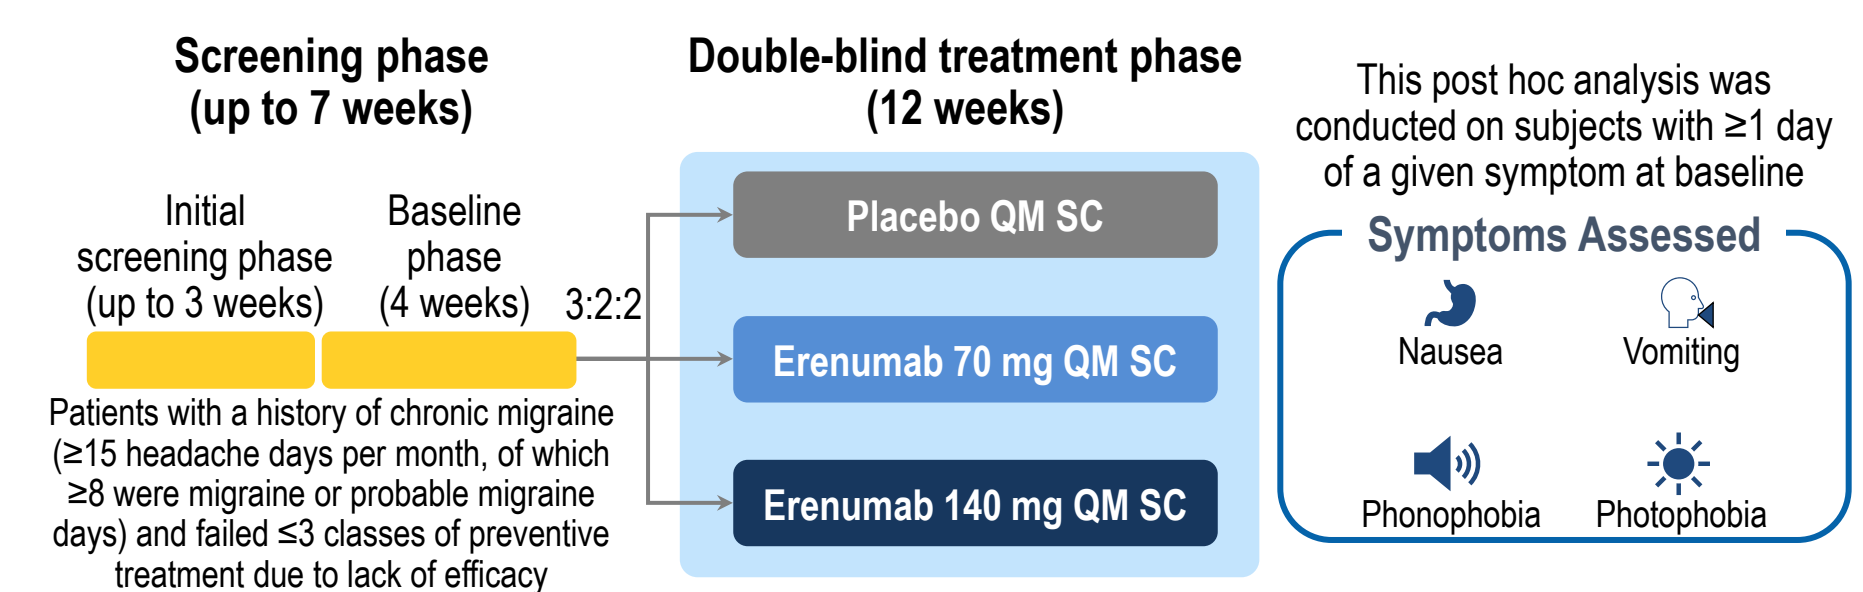 Screening phase
(up to 7 weeks)
Initial
screening phase
(up to 3 weeks)
Baseline
phase
(4 weeks)
3:2:2
Patients with a history of chronic migraine
(≥15 headache days per month, of which
≥8 were migraine or probable migraine
days) and failed ≤3 classes of preventive
treatment due to lack of efficacy
Double-blind treatment phase
(12 weeks)
Placebo QM SC
Erenumab 70 mg QM SC
Erenumab 140 mg QM SC
This post hoc analysis was
conducted on subjects with ≥1 day
of a given symptom at baseline
Symptoms Assessed
Nausea
Vomiting
Phonophobia
Photophobia